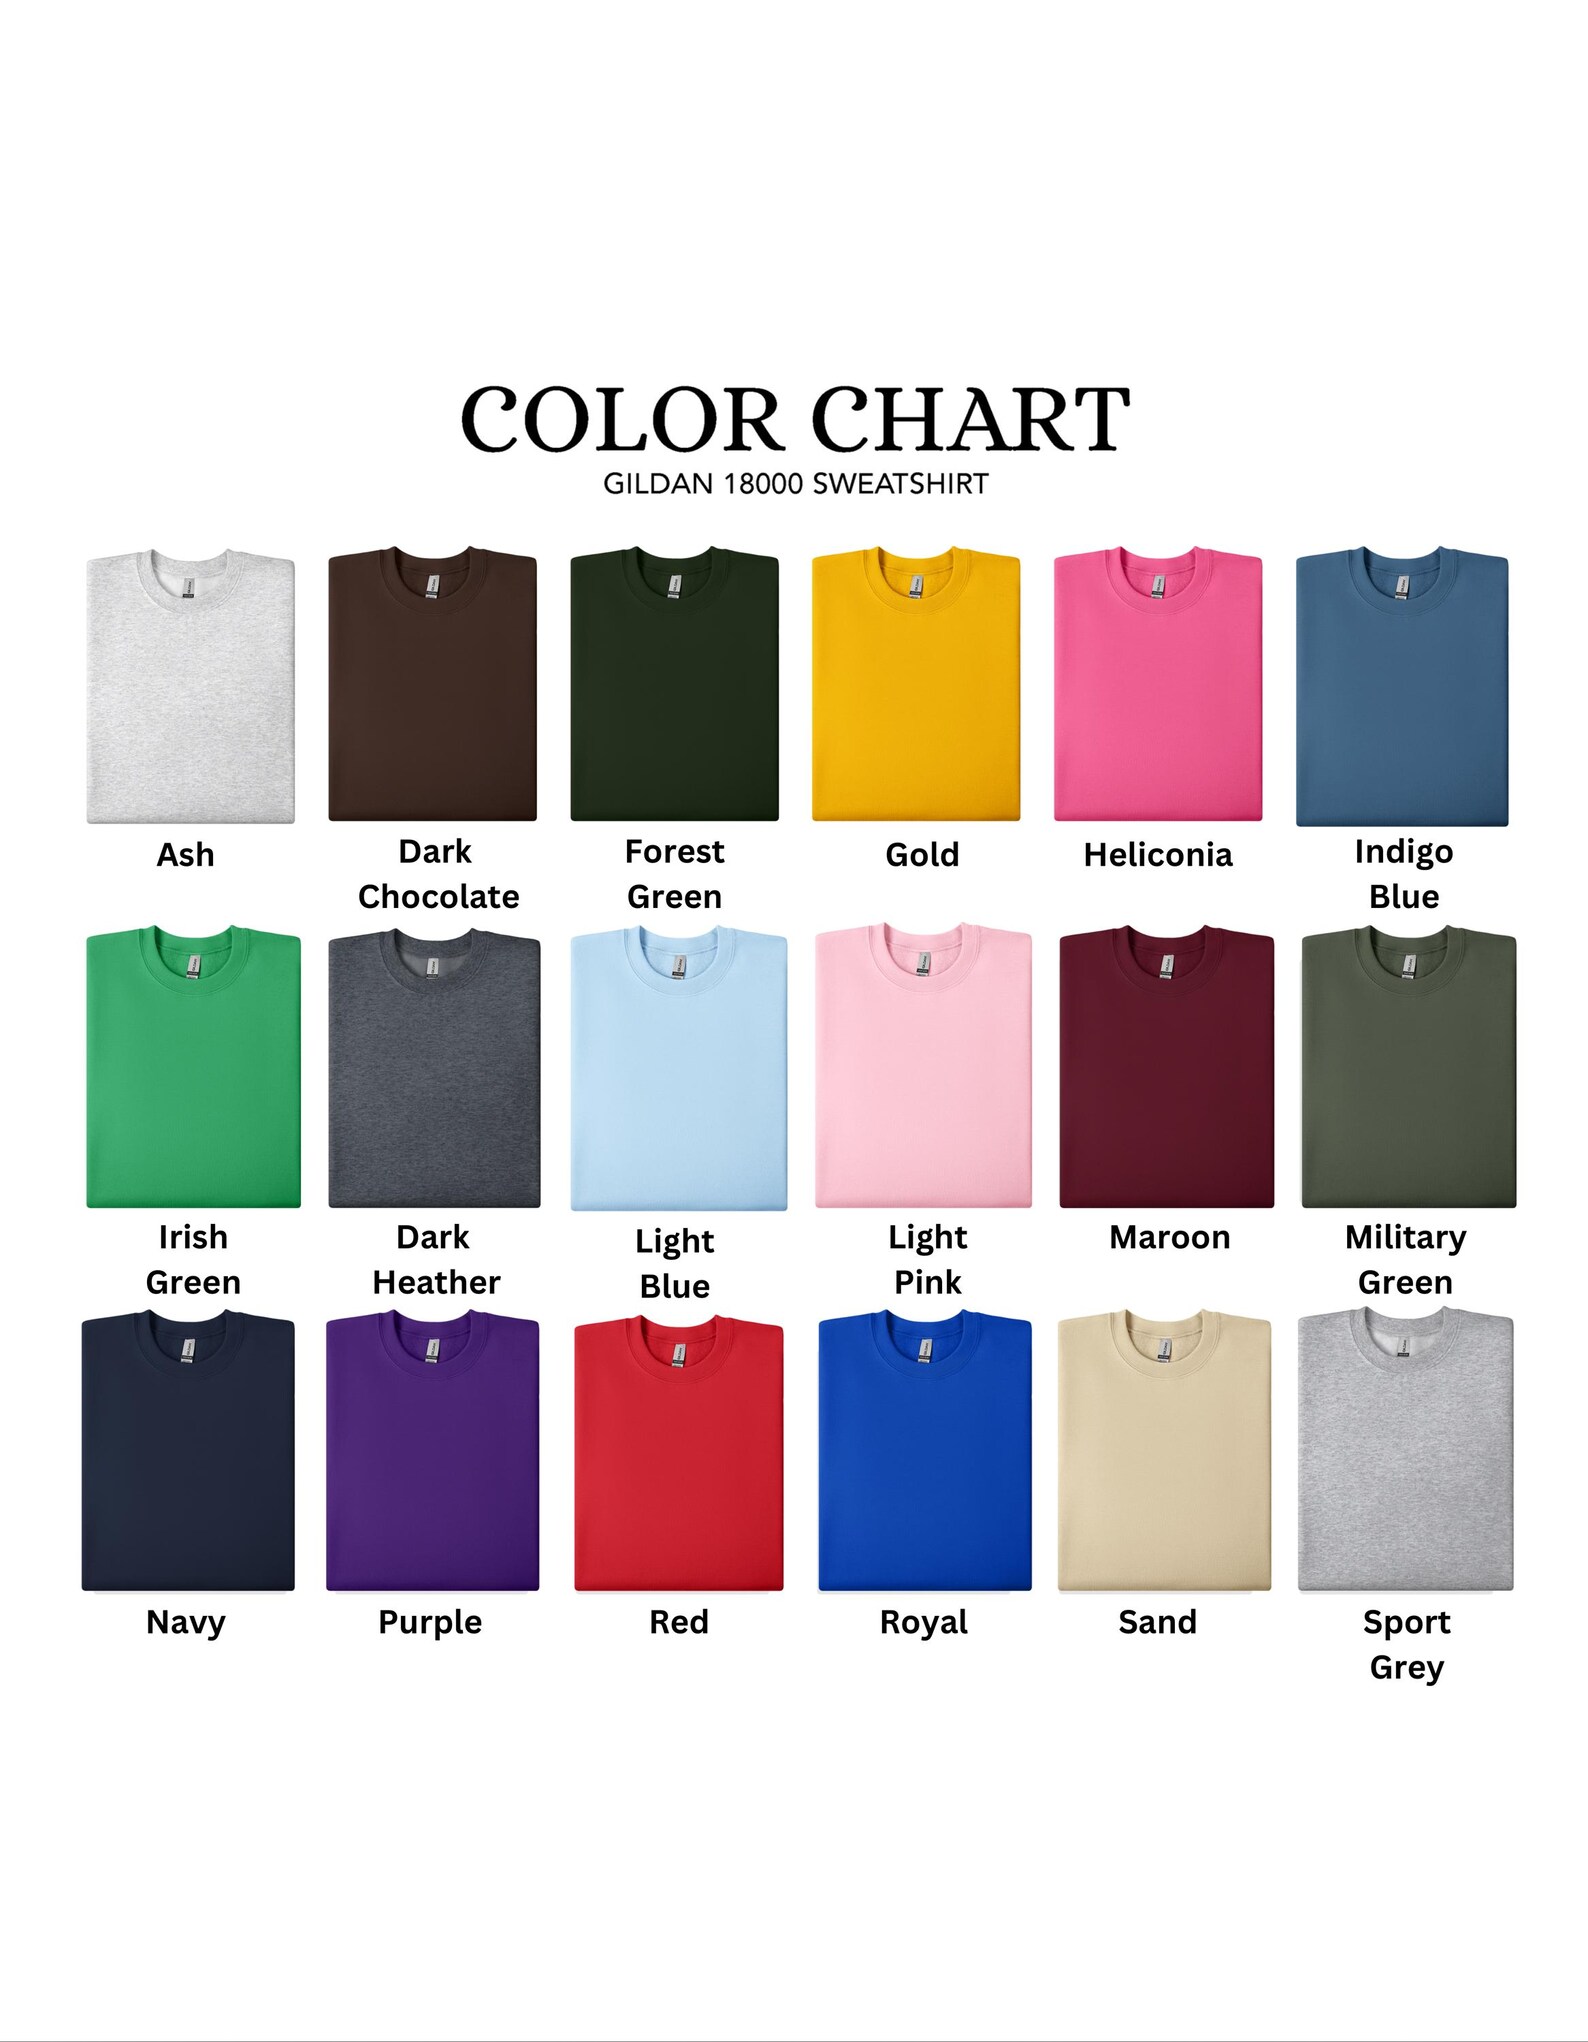 COLOR CHART
GILDAN 18000 SWEATSHIRT
Ash
Dark
Chocolate
Forest
Green
Gold
Heliconia
Indigo
Blue
Irish
Green
Dark
Heather
Light
Blue
Light
Pink
Maroon
Military
Green
Navy
Purple
Red
Royal
Sand
Sport
Grey